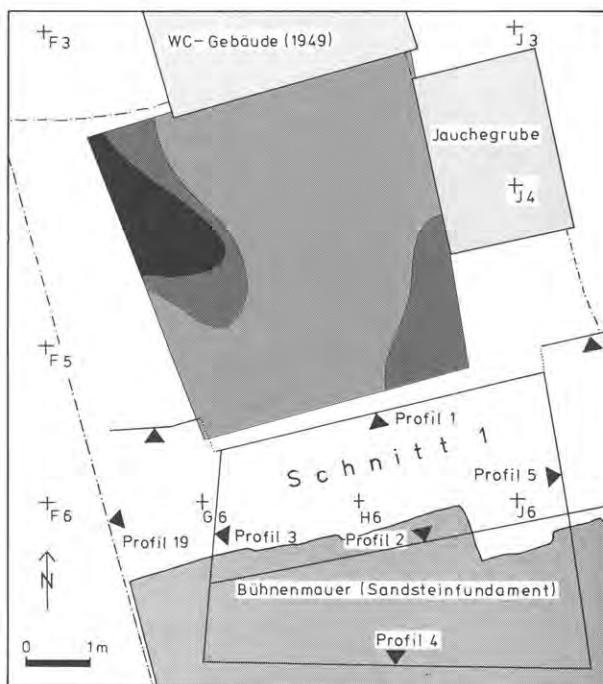 F3
WC-Gebäude (1949)
J3
Jauchegrube
J4
F5
Profil 1
Schnitt 1
Profil 5
F6
G6
H6
J6
Profil 19
Profil 3
Profil 2
N
Bühnenmauer (Sandsteinfundament)
Profil 4
0 1m